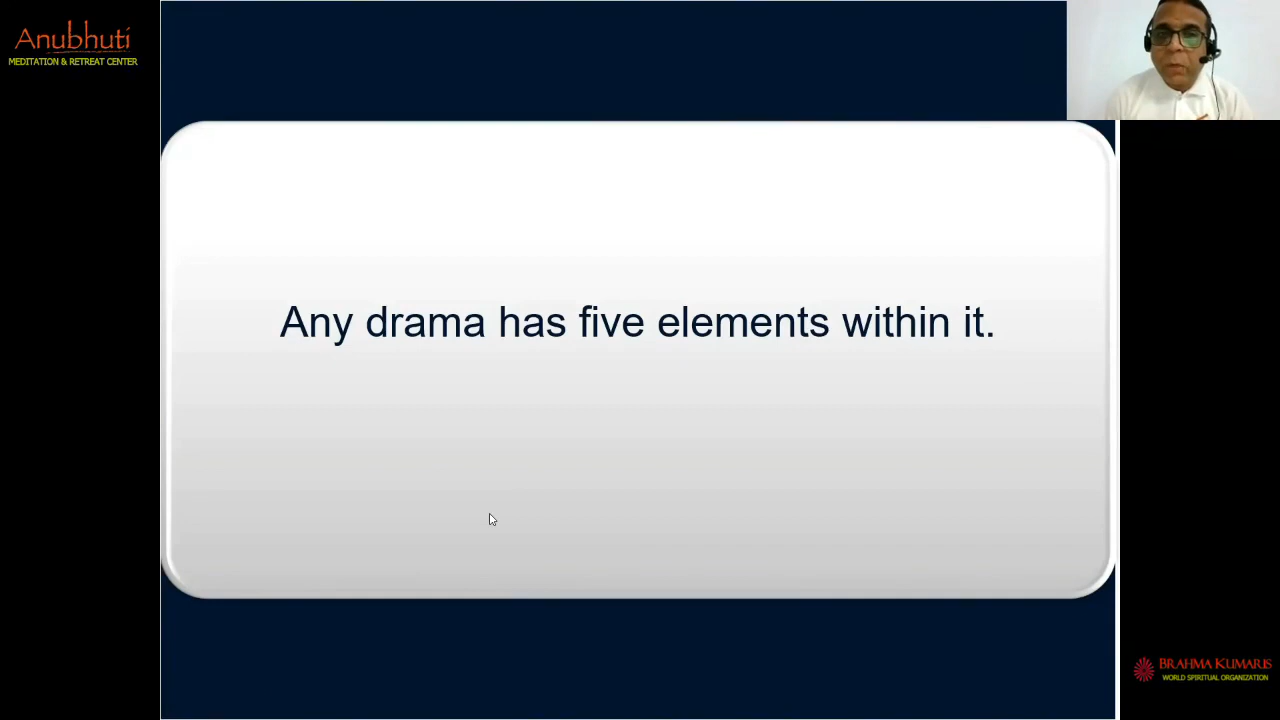 Anubhuti
MEDITATION & RETREAT CENTER
Any drama has five elements within it.
BRAHMA KUMARIS
WORLD SPIRITUAL ORGANIZATION